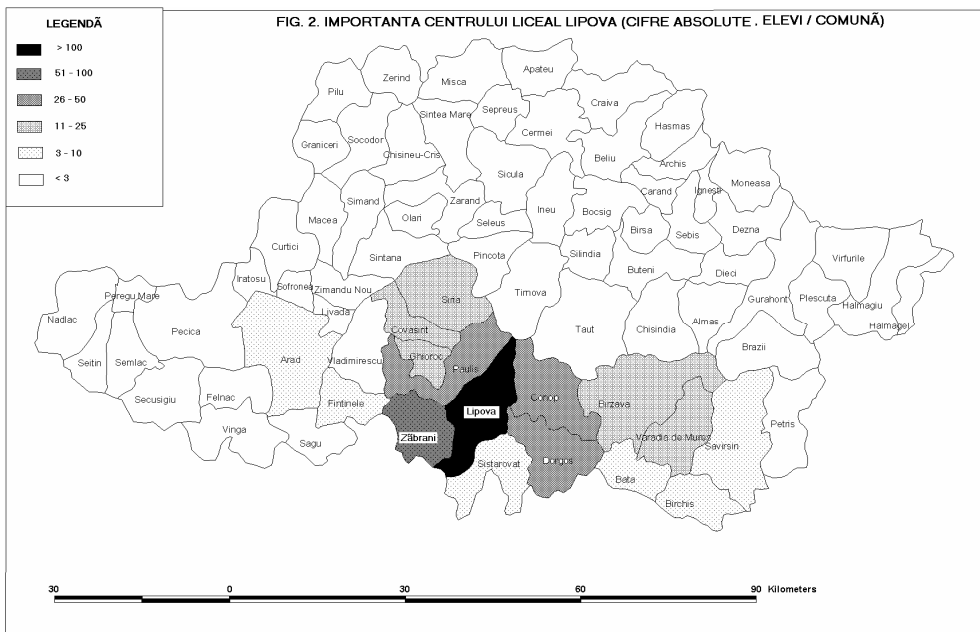 FIG. 2. IMPORTANTA CENTRULUI LICEAL LIPOVA (CIFRE ABSOLUTE . ELEVI / COMUNÃ)
LEGENDÃ
> 100
51 - 100
26 - 50
11 - 25
3 - 10
< 3
Apateu
Zerind
Misca
Pilu
Craiva
Sepreus
Sintea Mare
Hasmas
Cermei
Socodor
Graniceri
Chisineu-Cris
Beliu
Archis
Sicula
Moneasa
Ignesti
Carand
Zarand
Simand
Ineu
Bocsig
Olari
Macea
Seleus
Birsa
Dezna
Sebis
Curtici
Pincota
Silindia
Sintana
Virfurile
Buteni
Dieci
Iratosu
Sofronea
Zimandu Nou
Timova
Peregu Mare
Gurahont
Plescuta
Siria
Halmagiu
Livada
Nadlac
Almas
Halmagel
Covasint
Taut
Chisindia
Pecica
Brazii
Ghioroc
Arad
Vladimirescu
Seitin
Semlac
Paulis
Felnac
Secusigiu
Conop
Fintinele
Birzava
Lipova
Petris
Vinga
Zãbrani
Varadia de Mures
Sagu
Savirsin
Dorgos
Sistarovat
Bata
Birchis
30 0 30 60 90 Kilometers